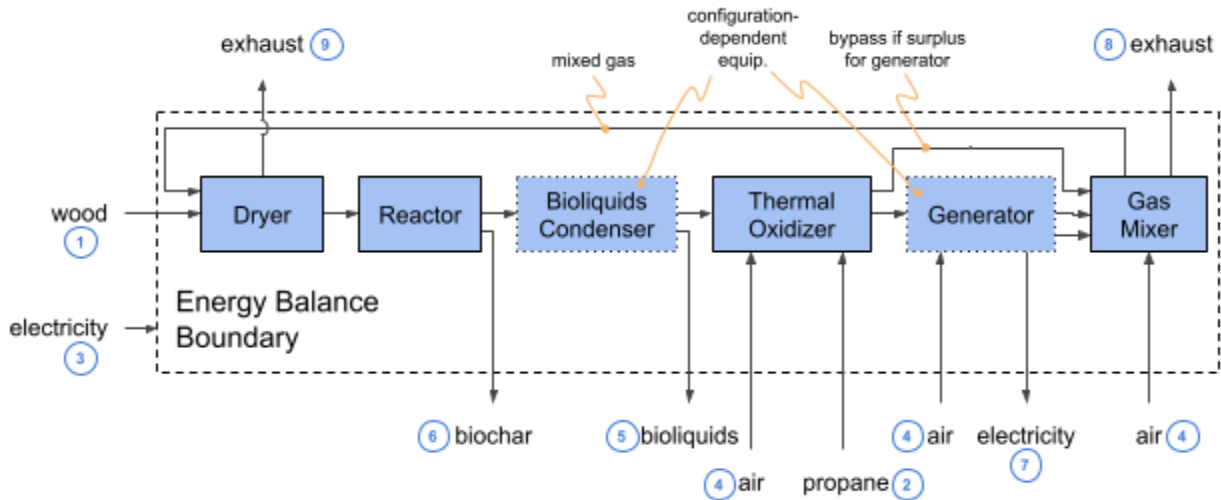 configuration-
dependent
equip.
bypass if surplus
for generator
mixed gas
exhaust 9
8 exhaust
wood
1
Dryer
Reactor
Bioliquids
Condenser
Thermal
Oxidizer
Generator
Gas
Mixer
Energy Balance
Boundary
electricity
3
6 biochar
5 bioliquids
4 air
propane 2
4 air
electricity
7
air 4